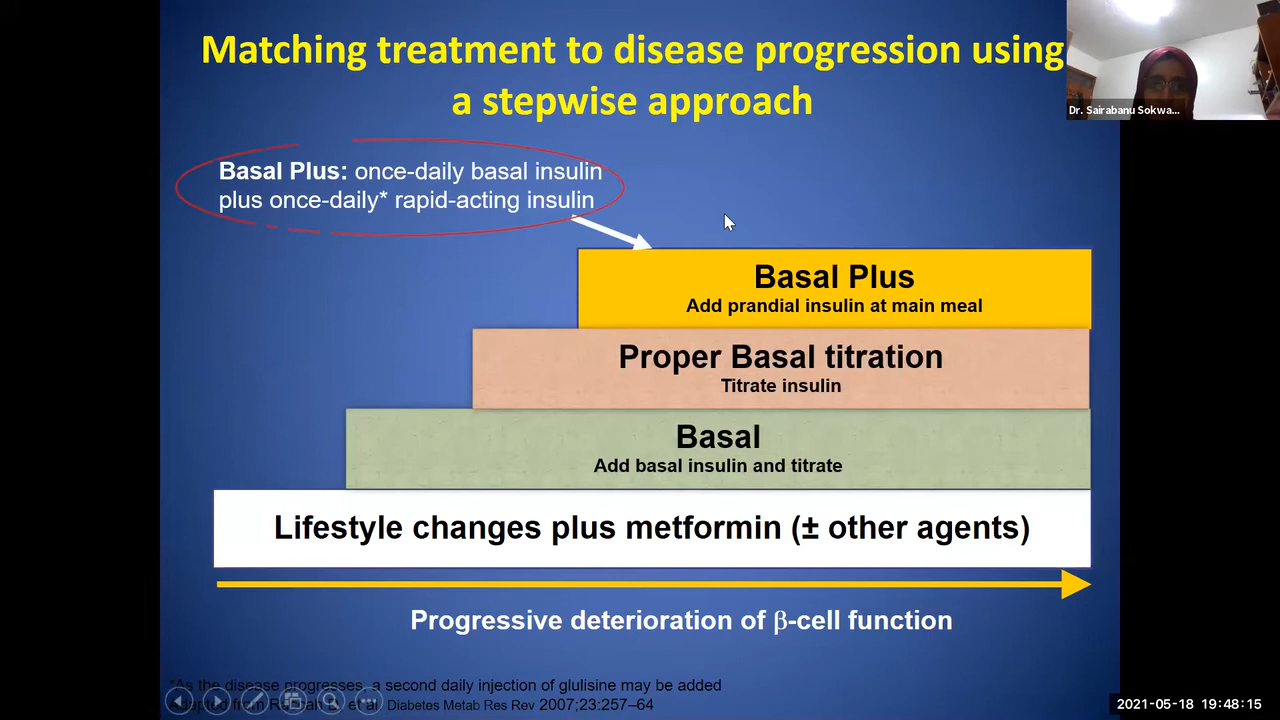 Matching treatment to disease progression using
a stepwise approach
Dr. Sairabanu Sokwa...
Basal Plus: once-daily basal insulin
plus once-daily* rapid-acting insulin
Basal Plus
Add prandial insulin at main meal
Proper Basal titration
Titrate insulin
Basal
Add basal insulin and titrate
Lifestyle changes plus metformin (± other agents)
Progressive deterioration of β-cell function
*As the disease progresses, a second daily injection of glulisine may be added
Adapted from et al. Diabetes Metab Res Rev 2007;23:257–64
2021-05-18 19:48:15